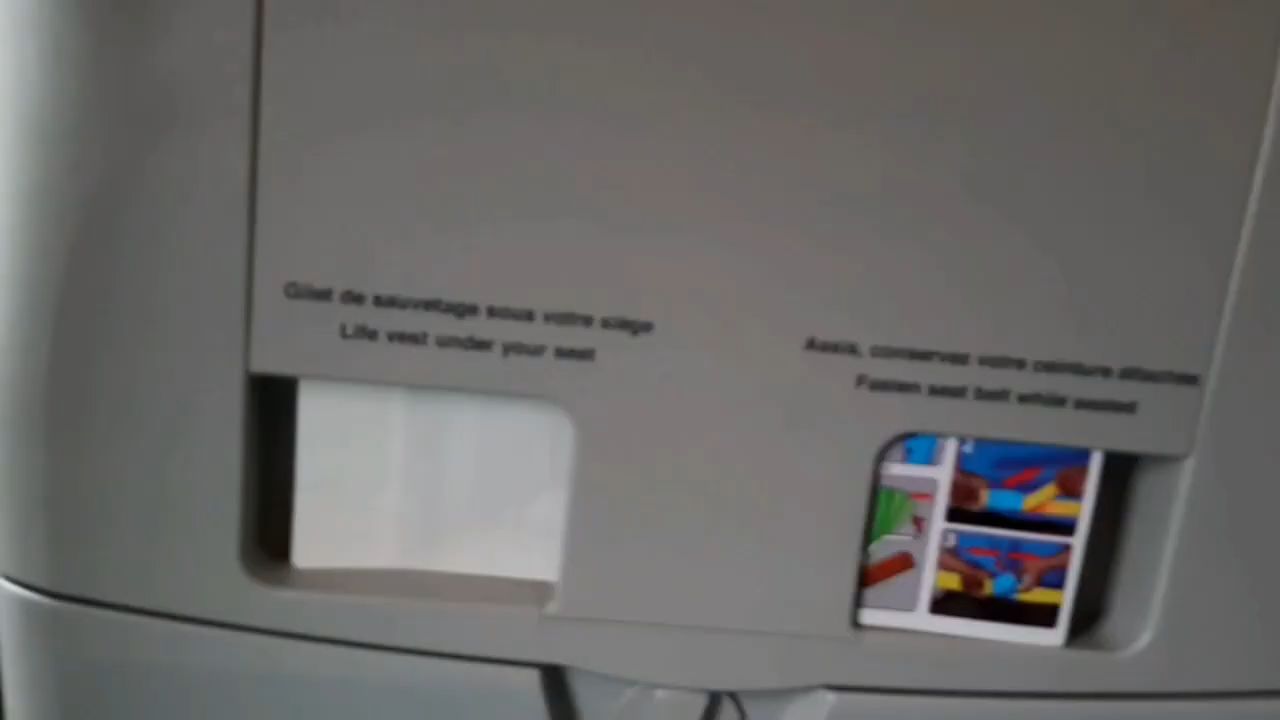 Gilet de sauvetage sous votre siège
Life vest under your seat
Assis, conservez votre ceinture attachée
Fasten seat belt while seated